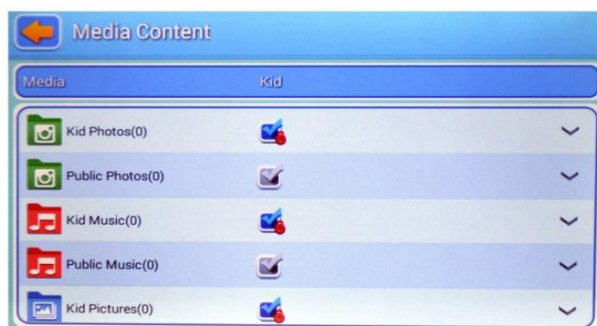 Media Content
Media Kid
Kid Photos(0)
Public Photos(0)
Kid Music(0)
Public Music(0)
Kid Pictures(0)